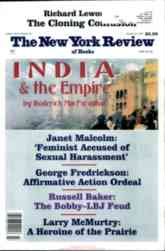 Richard Lewon
The Cloning
The New York Review
of Books
INDIA
& the Empire
by Roderick MacFarquhar
Janet Malcolm:
'Feminist Accused of
Sexual Harassment'
George Fredrickson:
Affirmative Action Ordeal
Russell Baker:
The Bobby-LBJ Feud
Larry McMurtry:
A Heroine of the Prairie